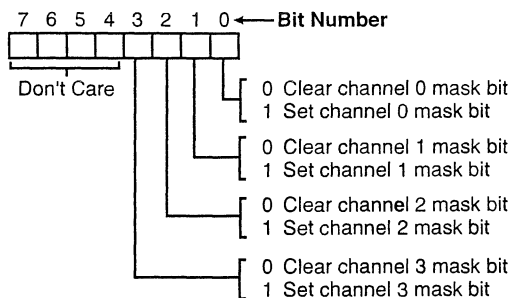 7 6 5 4 3 2 1 0 Bit Number
Don't Care
0 Clear channel 0 mask bit
1 Set channel 0 mask bit
0 Clear channel 1 mask bit
1 Set channel 1 mask bit
0 Clear channel 2 mask bit
1 Set channel 2 mask bit
0 Clear channel 3 mask bit
1 Set channel 3 mask bit